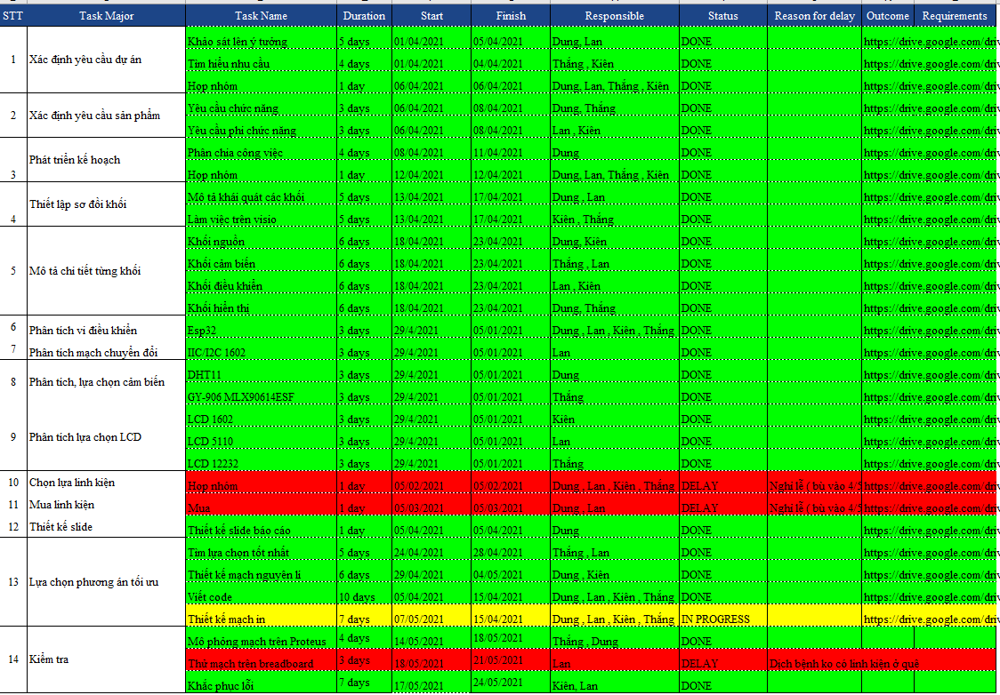 STT Task Major Task Name Duration Start Finish Responsible Status Reason for delay Outcome Requirements
1 Xác định yêu cầu dự án
Khảo sát lên ý tưởng 5 days 01/04/2021 05/04/2021 Dung, Lan DONE https://drive.google.com/dri
Tìm hiểu nhu cầu 4 days 01/04/2021 04/04/2021 Thắng , Kiên DONE https://drive.google.com/dri
Họp nhóm 1 day 06/04/2021 06/04/2021 Dung, Lan, Thắng , Kiên DONE https://drive.google.com/dri
2 Xác định yêu cầu sản phẩm
Yêu cầu chức năng 3 days 06/04/2021 08/04/2021 Dung, Thắng DONE https://drive.google.com/dri
Yêu cầu phi chức năng 3 days 06/04/2021 08/04/2021 Lan , Kiên DONE https://drive.google.com/dri
3 Phát triển kế hoạch
Phân chia công việc 4 days 08/04/2021 11/04/2021 Dung DONE https://drive.google.com/dri
Họp nhóm 1 day 12/04/2021 12/04/2021 Dung, Lan, Thắng , Kiên DONE https://drive.google.com/dri
4 Thiết lập sơ đồi khối
Mô tả khái quát các khối 5 days 13/04/2021 17/04/2021 Dung , Lan DONE https://drive.google.com/dri
Làm việc trên visio 5 days 13/04/2021 17/04/2021 Kiên , Thắng DONE https://drive.google.com/dri
5 Mô tả chi tiết từng khối
Khối nguồn 6 days 18/04/2021 23/04/2021 Dung, Kiên DONE https://drive.google.com/dri
Khối cảm biến 6 days 18/04/2021 23/04/2021 Thắng , Lan DONE https://drive.google.com/dri
Khối điều khiển 6 days 18/04/2021 23/04/2021 Lan , Kiên DONE https://drive.google.com/dri
Khối hiển thị 6 days 18/04/2021 23/04/2021 Dung, Thắng DONE https://drive.google.com/dri
6 Phân tích vi điều khiển Esp32 3 days 29/4/2021 05/01/2021 Dung , Lan , Kiên , Thắng DONE https://drive.google.com/dri
7 Phân tích mạch chuyển đổi IIC/I2C 1602 3 days 29/4/2021 05/01/2021 Lan DONE https://drive.google.com/dri
8 Phân tích, lựa chọn cảm biến
DHT11 3 days 29/4/2021 05/01/2021 Dung DONE https://drive.google.com/dri
GY-906 MLX90614ESF 3 days 29/4/2021 05/01/2021 Thắng DONE https://drive.google.com/dri
9 Phân tích lựa chọn LCD
LCD 1602 3 days 29/4/2021 05/01/2021 Kiên DONE https://drive.google.com/dri
LCD 5110 3 days 29/4/2021 05/01/2021 Lan DONE https://drive.google.com/dri
LCD 12232 3 days 29/4/2021 05/01/2021 Thắng DONE https://drive.google.com/dri
10 Chọn lựa linh kiện Họp nhóm 1 day 05/02/2021 05/02/2021 Dung , Lan , Kiên , Thắng DELAY Nghỉ lễ ( bù vào 4/5 https://drive.google.com/dri
11 Mua linh kiện Mua 1 day 05/03/2021 05/03/2021 Dung , Lan DELAY Nghỉ lễ ( bù vào 4/5 https://drive.google.com/dri
12 Thiết kế slide Thiết kế slide báo cáo 1 day 05/04/2021 05/04/2021 Dung DONE https://drive.google.com/dri
13 Lựa chọn phương án tối ưu
Tìm lựa chọn tốt nhất 5 days 24/04/2021 28/04/2021 Thắng , Lan DONE https://drive.google.com/dri
Thiết kế mạch nguyên lí 6 days 29/04/2021 04/05/2021 Dung , Kiên DONE https://drive.google.com/dri
Viết code 10 days 05/04/2021 15/04/2021 Dung , Lan , Kiên , Thắng DONE https://drive.google.com/dri
Thiết kế mạch in 7 days 07/05/2021 15/04/2021 Dung , Lan , Kiên , Thắng IN PROGRESS https://drive.google.com/dri
14 Kiểm tra
Mô phỏng mạch trên Proteus 4 days 14/05/2021 18/05/2021 Thắng , Dung DONE
Thử mạch trên breadboard 3 days 18/05/2021 21/05/2021 Lan DELAY Dịch bệnh ko có linh kiện ở quê
Khắc phục lỗi 7 days 17/05/2021 24/05/2021 Kiên, Lan DONE